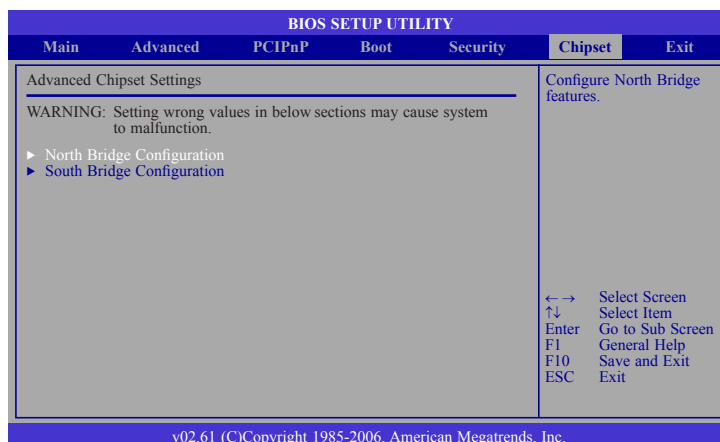 BIOS SETUP UTILITY
Main Advanced PCIPnP Boot Security Chipset Exit
Advanced Chipset Settings
WARNING: Setting wrong values in below sections may cause system
to malfunction.
► North Bridge Configuration
► South Bridge Configuration
Configure North Bridge
features.
←→ Select Screen
↑↓ Select Item
Enter Go to Sub Screen
F1 General Help
F10 Save and Exit
ESC Exit
v02.61 (C)Copyright 1985-2006, American Megatrends, Inc.